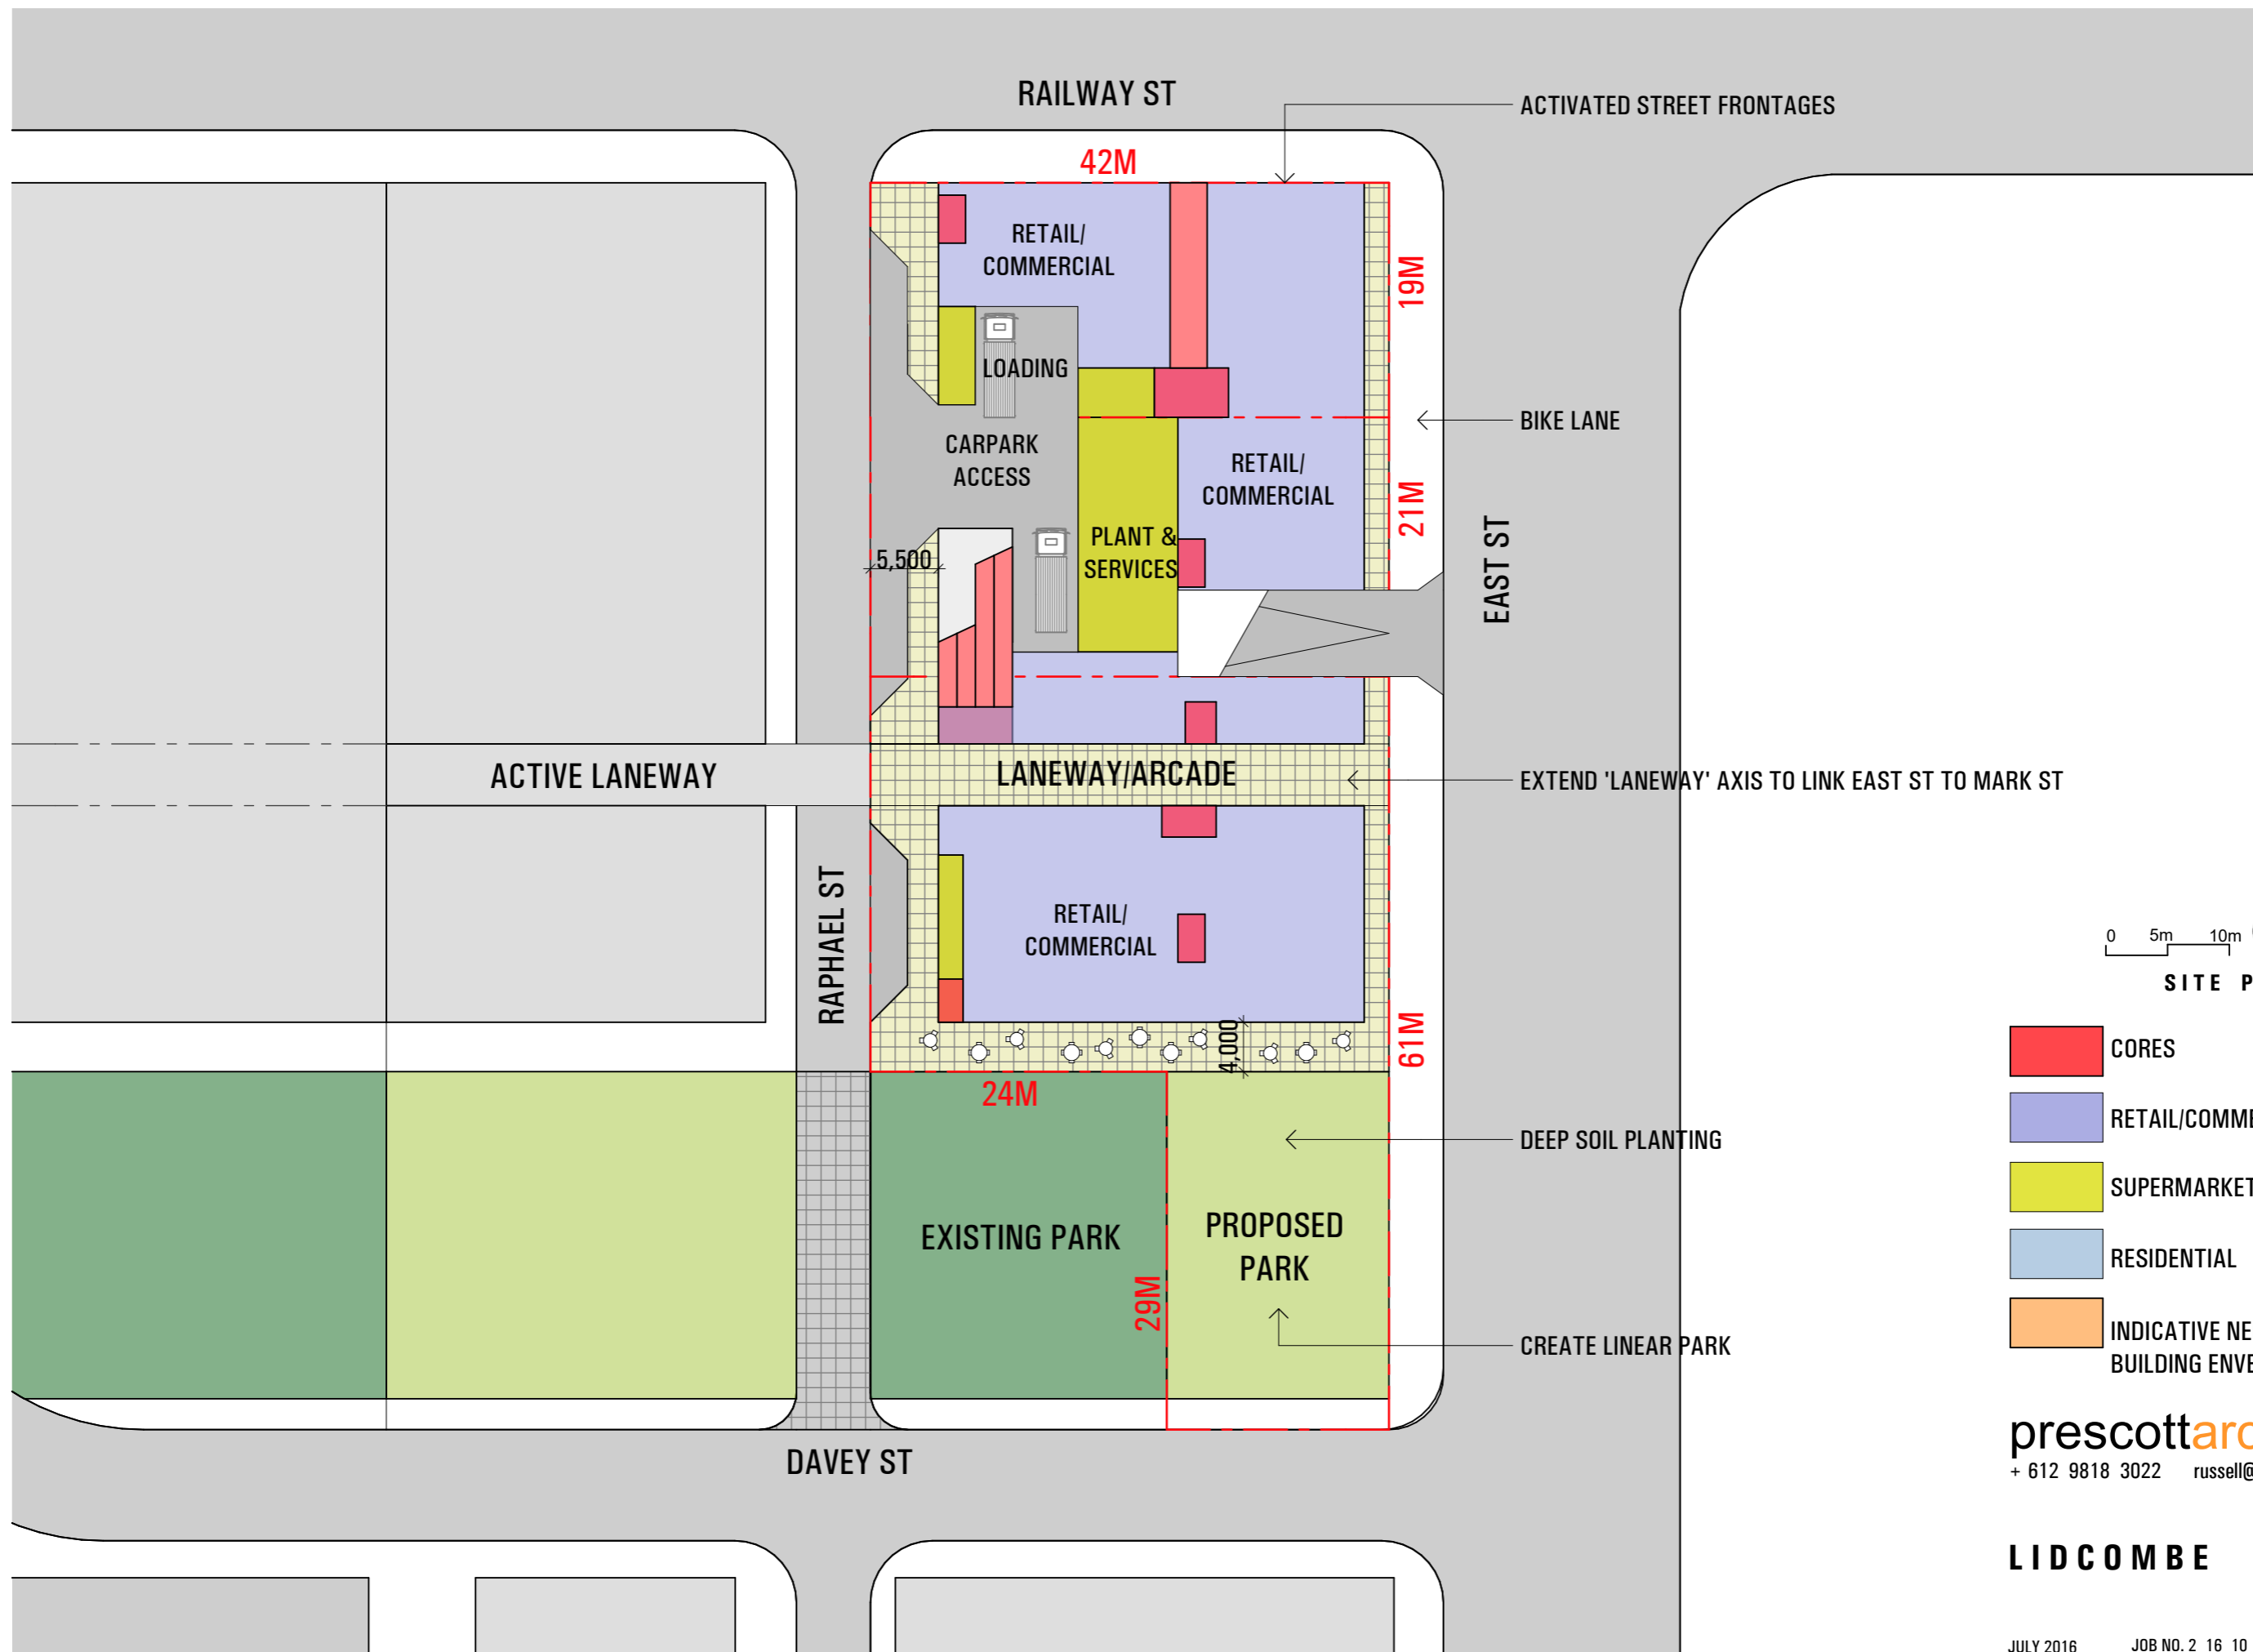 RAILWAY ST
ACTIVATED STREET FRONTAGES
42M
RETAIL/
COMMERCIAL
19M
LOADING
BIKE LANE
CARPARK
ACCESS
RETAIL/
COMMERCIAL
21M
PLANT &
SERVICES
5,500
EAST ST
ACTIVE LANEWAY
LANEWAY/ARCADE
EXTEND 'LANEWAY' AXIS TO LINK EAST ST TO MARK ST
RAPHAEL ST
RETAIL/
COMMERCIAL
0 5m 10m
SITE P
4,000
61M
CORES
24M
RETAIL/COMME
DEEP SOIL PLANTING
SUPERMARKET
EXISTING PARK
PROPOSED
PARK
RESIDENTIAL
29M
CREATE LINEAR PARK
INDICATIVE NE
BUILDING ENVE
prescottarc
+ 612 9818 3022 russell@
DAVEY ST
LIDCOMBE
JULY 2016 JOB NO. 2 16 10